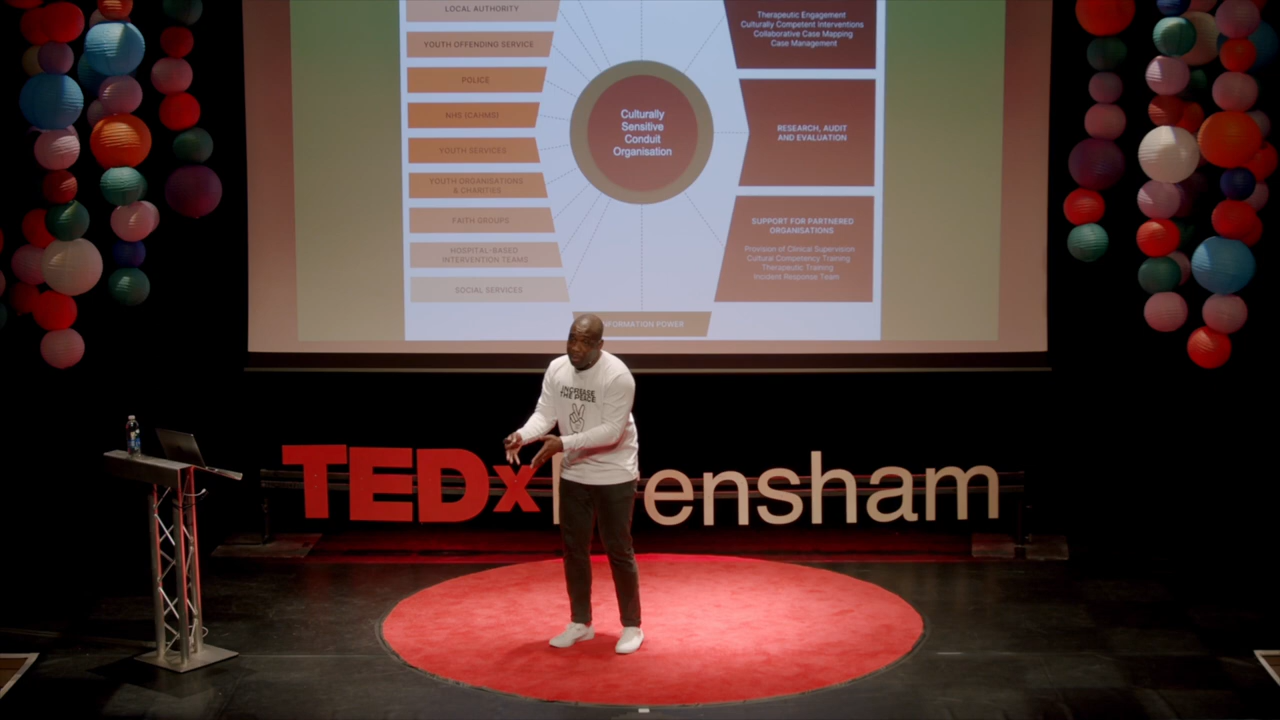 LOCAL AUTHORITY
YOUTH OFFENDING SERVICE
POLICE
NHS (CAHMS)
YOUTH SERVICES
YOUTH ORGANISATIONS
& CHARITIES
FAITH GROUPS
HOSPITAL-BASED
INTERVENTION TEAMS
SOCIAL SERVICES
Culturally
Sensitive
Conduit
Organisation
Therapeutic Engagement
Culturally Competent Interventions
Collaborative Case Mapping
Case Management
RESEARCH, AUDIT
AND EVALUATION
SUPPORT FOR PARTNERED
ORGANISATIONS
Provision of Clinical Supervision
Cultural Competency Training
Therapeutic Training
Incident Response Team
POWER
INCREASE
THE PEACE
TEDx ensham